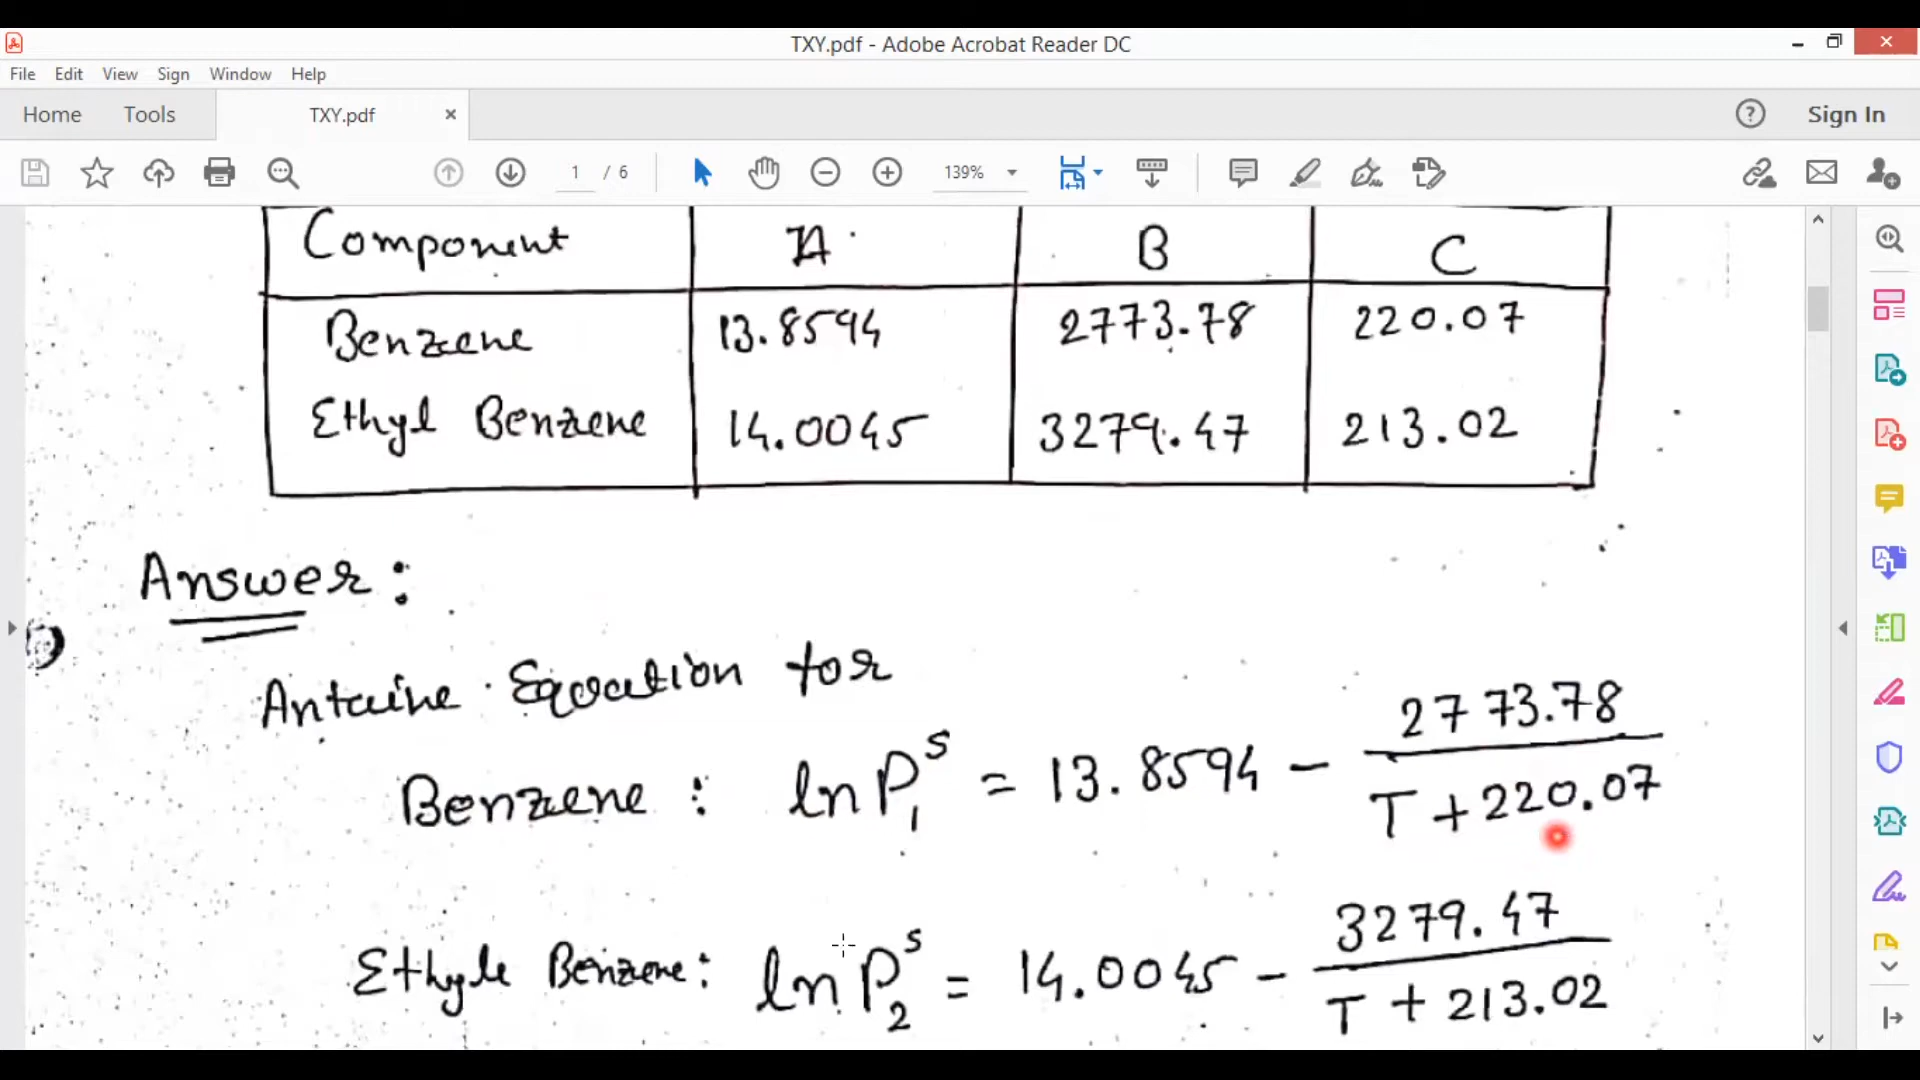 TXY.pdf - Adobe Acrobat Reader DC
File Edit View Sign Window Help
Home Tools TXY.pdf Sign In
1 / 6 139%
Component A B C
Benzene 13.8594 2773.78 220.07
Ethyl Benzene 14.0045 3279.47 213.02
Answer:
Antoine Equation for
Benzene : ln P₁ˢ = 13.8594 - 2773.78 / T + 220.07
Ethyle Benzene: ln P₂ˢ = 14.0045 - 3279.47 / T + 213.02